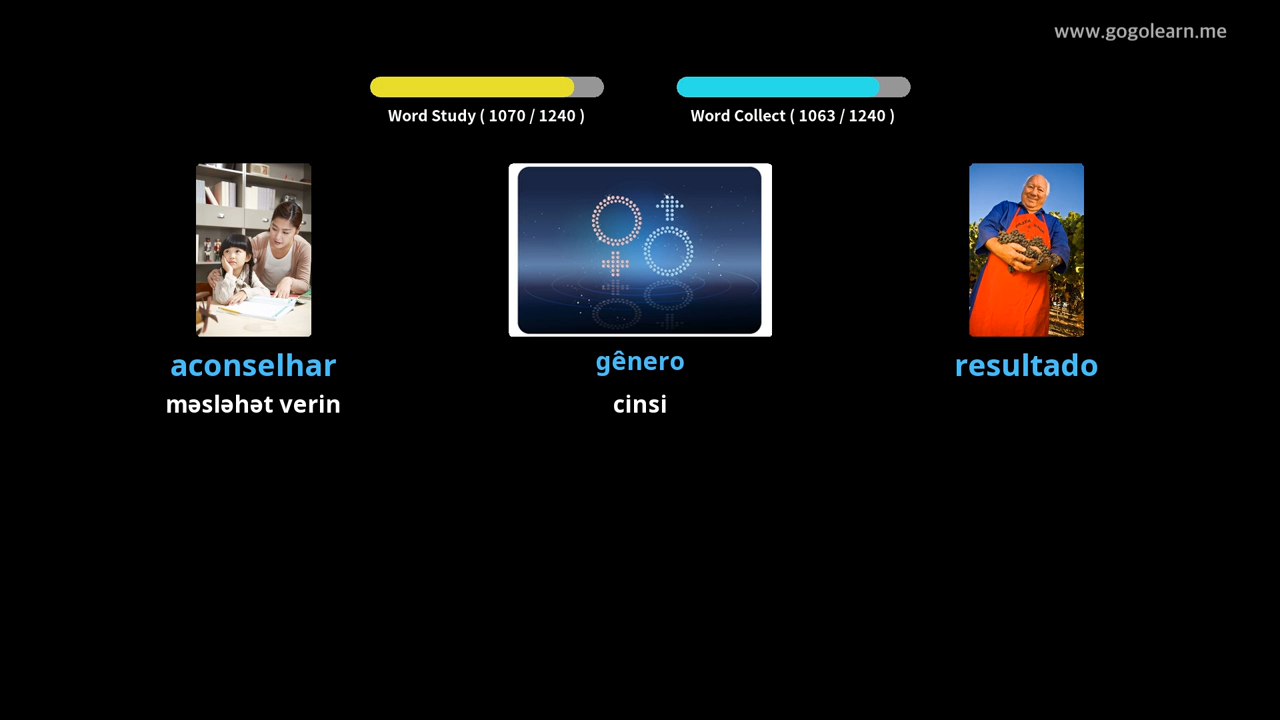 www.gogolearn.me
Word Study ( 1070 / 1240 )
Word Collect ( 1063 / 1240 )
aconselhar
gênero
resultado
məsləhət verin
cinsi